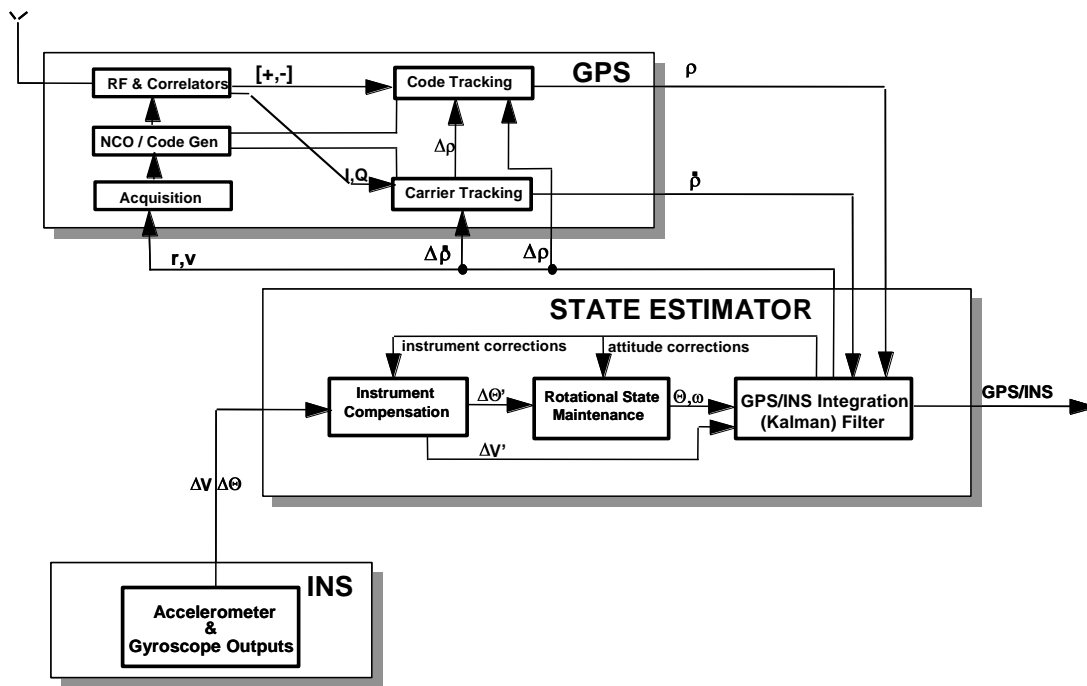 GPS
RF & Correlators
[+,-]
Code Tracking
ρ
NCO / Code Gen
Δρ
I,Q
Acquisition
Carrier Tracking
ρ̇
r,v
Δρ̇
Δρ
STATE ESTIMATOR
instrument corrections
attitude corrections
Instrument
Compensation
ΔΘ'
Rotational State
Maintenance
Θ,ω
GPS/INS Integration
(Kalman) Filter
GPS/INS
ΔV'
ΔV ΔΘ
INS
Accelerometer
&
Gyroscope Outputs